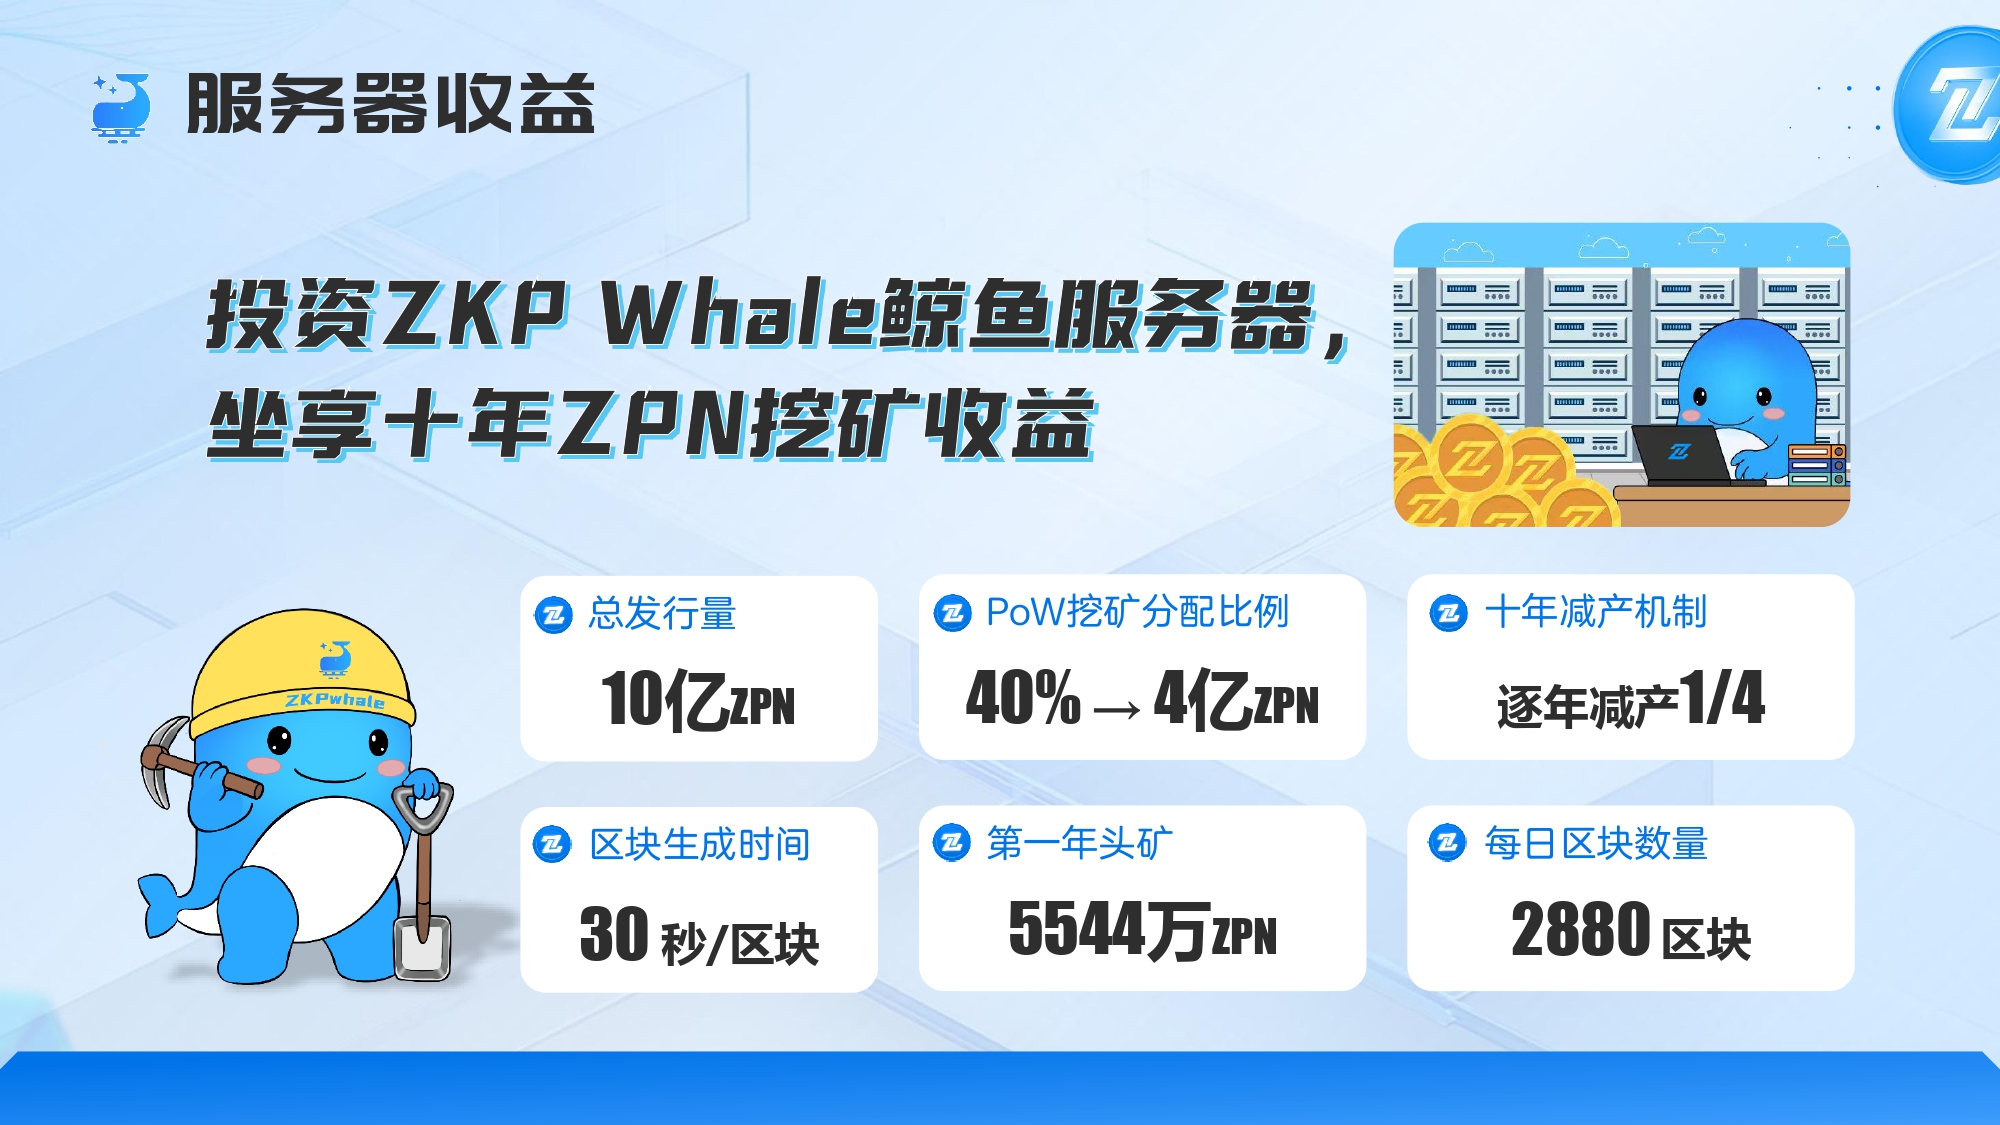 服务器收益
投资ZKP Whale鲸鱼服务器，
坐享十年ZPN挖矿收益
总发行量
10亿ZPN
PoW挖矿分配比例
40%→4亿ZPN
十年减产机制
逐年减产1/4
ZKPwhale
区块生成时间
30 秒/区块
第一年头矿
5544万ZPN
每日区块数量
2880 区块